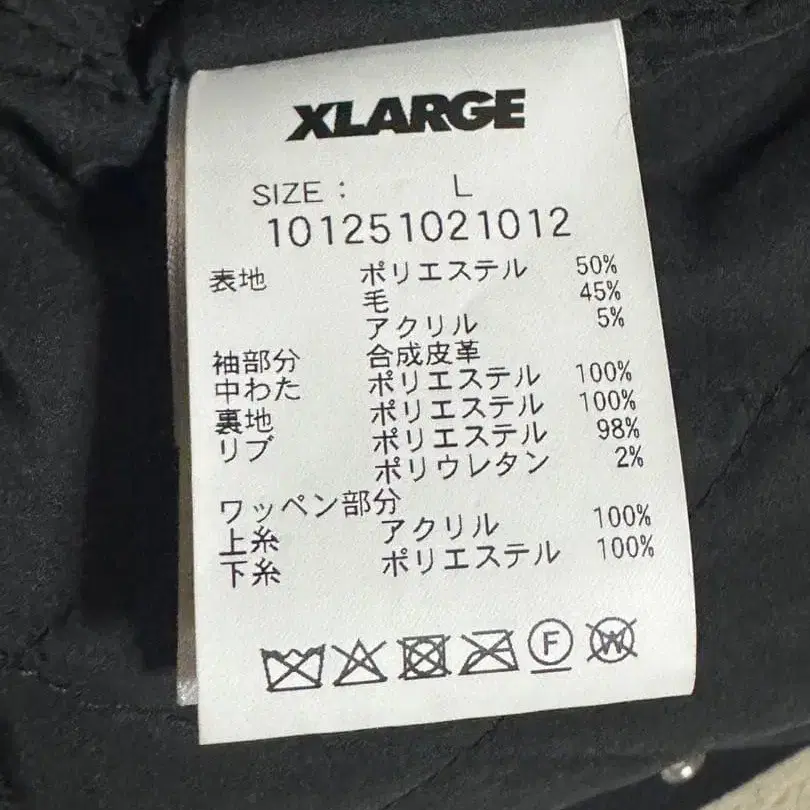 XLARGE
SIZE : L
101251021012
表地 ポリエステル 50%
毛 45%
アクリル 5%
袖部分 合成皮革
中わた ポリエステル 100%
裏地 ポリエステル 100%
リブ ポリエステル 98%
ポリウレタン 2%
ワッペン部分
上糸 アクリル 100%
下糸 ポリエステル 100%
F
W